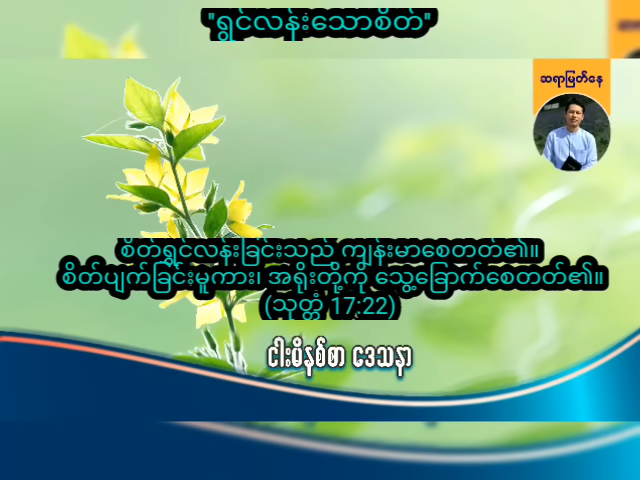 "ရွှင်လန်းသောစိတ်"
ဆရာမြတ်နေ
စိတ်ရွှင်လန်းခြင်းသည် ကျန်းမာစေတတ်၏။
စိတ်ပျက်ခြင်းမူကား၊ အရိုးတို့ကို သွေ့ခြောက်စေတတ်၏။
(သုတ္တံ 17:22)
ငါးမိနစ်စာ ဒေသနာ